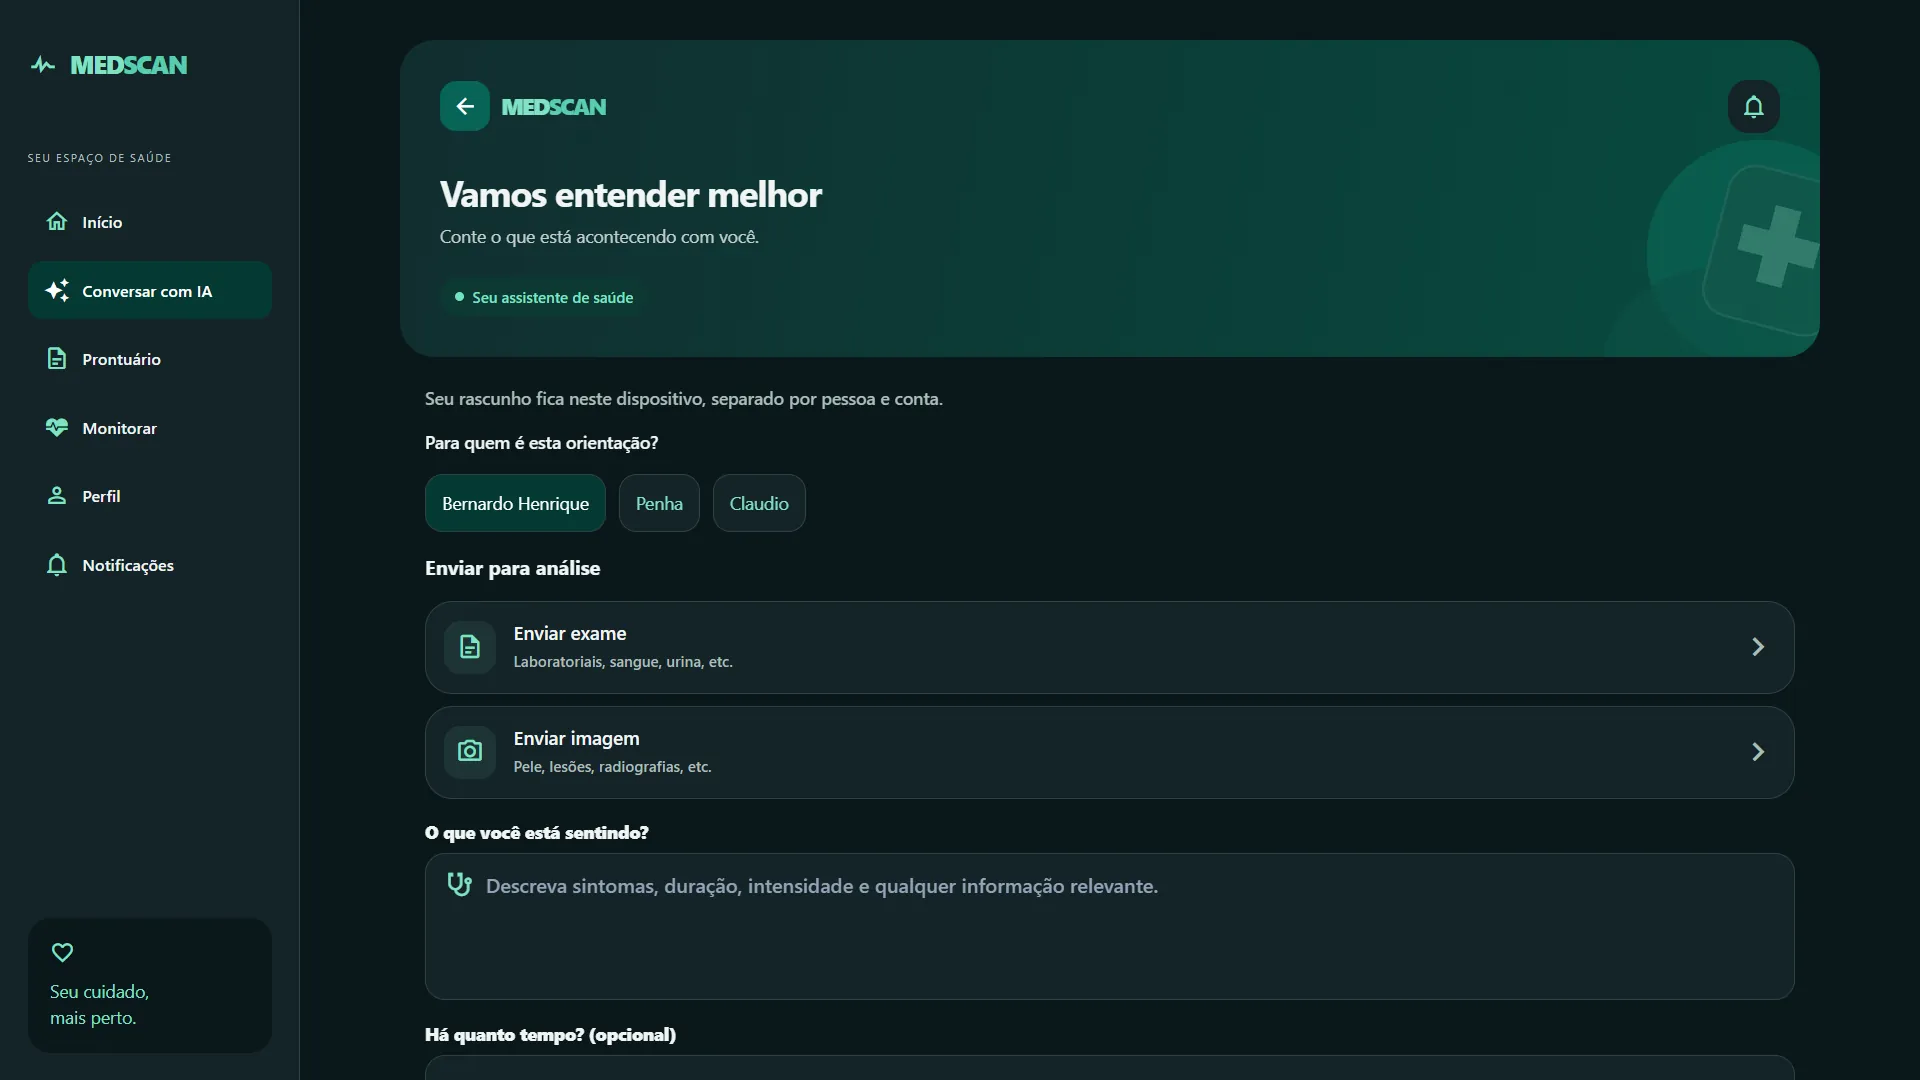 MEDSCAN
SEU ESPAÇO DE SAÚDE
Início
Conversar com IA
Prontuário
Monitorar
Perfil
Notificações
Seu cuidado,
mais perto.
MEDSCAN
Vamos entender melhor
Conte o que está acontecendo com você.
Seu assistente de saúde
Seu rascunho fica neste dispositivo, separado por pessoa e conta.
Para quem é esta orientação?
Bernardo Henrique
Penha
Claudio
Enviar para análise
Enviar exame
Laboratoriais, sangue, urina, etc.
Enviar imagem
Pele, lesões, radiografias, etc.
O que você está sentindo?
Descreva sintomas, duração, intensidade e qualquer informação relevante.
Há quanto tempo? (opcional)